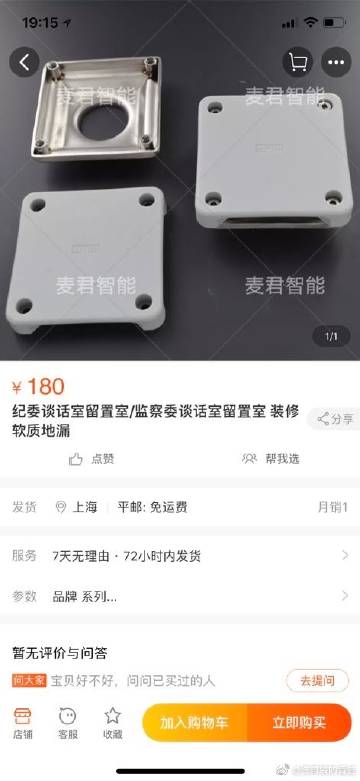 19:15
麦君智能
麦君智能
麦君智能
麦君智能
1/1
¥ 180
纪委谈话室留置室/监察委谈话室留置室 装修
软质地漏
分享
点赞
帮我选
发货 上海 平邮: 免运费 月销1
服务 7天无理由 · 72小时内发货
参数 品牌 系列...
暂无评价与问答
问大家 宝贝好不好，问问已买过的人 去提问
店铺 客服 收藏 加入购物车 立即购买